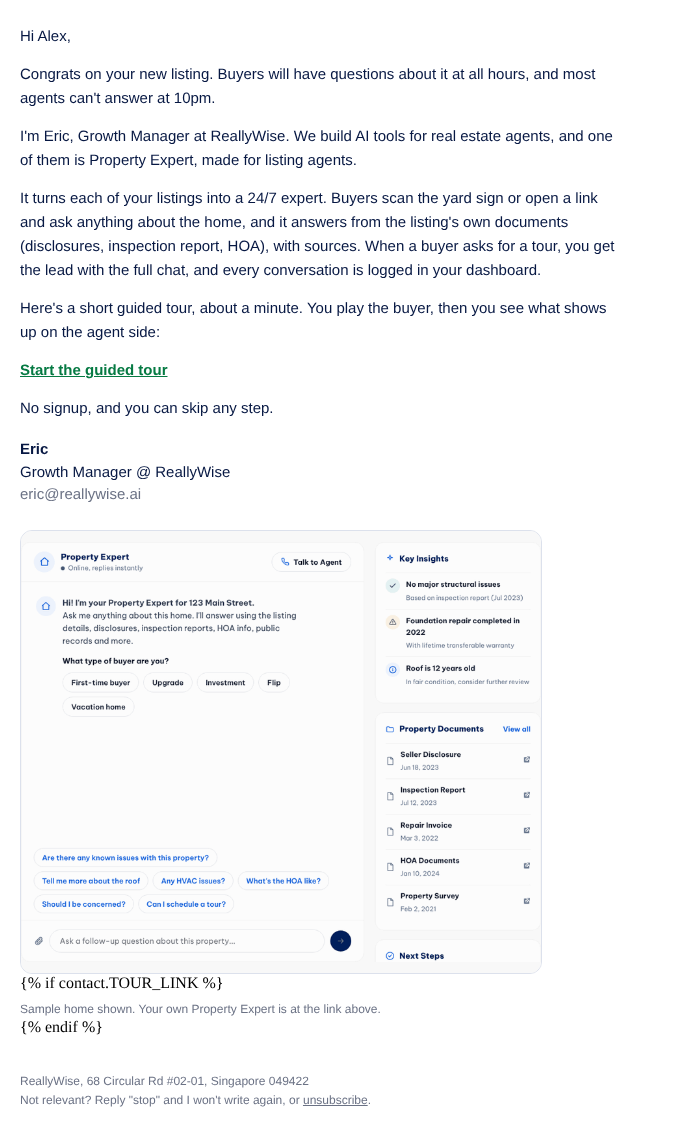 Hi Alex,
Congrats on your new listing. Buyers will have questions about it at all hours, and most
agents can't answer at 10pm.
I'm Eric, Growth Manager at ReallyWise. We build AI tools for real estate agents, and one
of them is Property Expert, made for listing agents.
It turns each of your listings into a 24/7 expert. Buyers scan the yard sign or open a link
and ask anything about the home, and it answers from the listing's own documents
(disclosures, inspection report, HOA), with sources. When a buyer asks for a tour, you get
the lead with the full chat, and every conversation is logged in your dashboard.
Here's a short guided tour, about a minute. You play the buyer, then you see what shows
up on the agent side:
Start the guided tour
No signup, and you can skip any step.
Eric
Growth Manager @ ReallyWise
eric@reallywise.ai
Property Expert
Online, replies instantly
Talk to Agent
Hi! I'm your Property Expert for 123 Main Street.
Ask me anything about this home. I'll answer using the listing
details, disclosures, inspection reports, HOA info, public
records and more.
What type of buyer are you?
First-time buyer
Upgrade
Investment
Flip
Vacation home
Are there any known issues with this property?
Tell me more about the roof
Any HVAC issues?
What's the HOA like?
Should I be concerned?
Can I schedule a tour?
Ask a follow-up question about this property...
Key Insights
No major structural issues
Based on inspection report (Jul 2023)
Foundation repair completed in
2022
With lifetime transferable warranty
Roof is 12 years old
In fair condition, consider further review
Property Documents
View all
Seller Disclosure
Jun 18, 2023
Inspection Report
Jul 12, 2023
Repair Invoice
Mar 3, 2022
HOA Documents
Jan 10, 2024
Property Survey
Feb 2, 2021
Next Steps
{% if contact.TOUR_LINK %}
Sample home shown. Your own Property Expert is at the link above.
{% endif %}
ReallyWise, 68 Circular Rd #02-01, Singapore 049422
Not relevant? Reply "stop" and I won't write again, or unsubscribe.